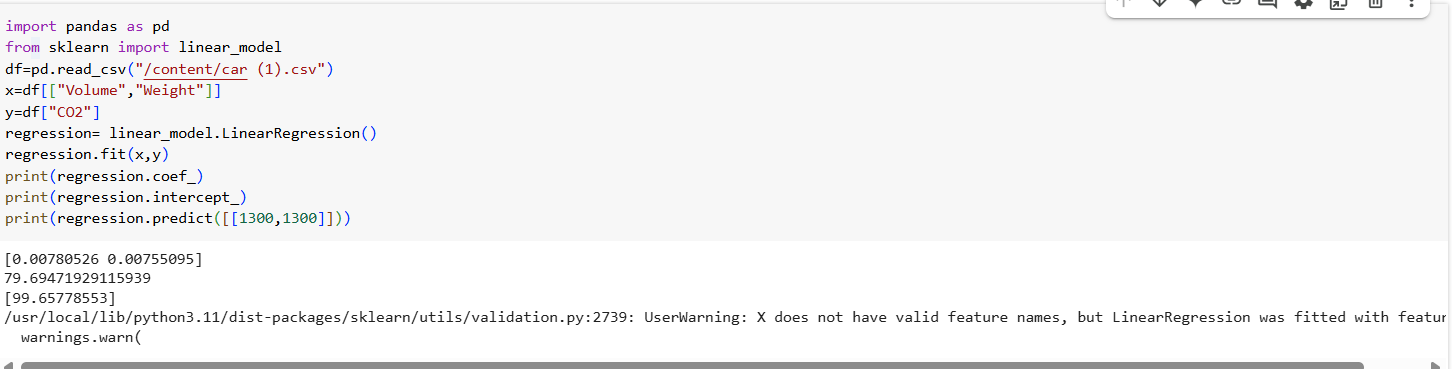 import pandas as pd
from sklearn import linear_model
df=pd.read_csv("/content/car (1).csv")
x=df[["Volume","Weight"]]
y=df["CO2"]
regression= linear_model.LinearRegression()
regression.fit(x,y)
print(regression.coef_)
print(regression.intercept_)
print(regression.predict([[1300,1300]]))
[0.00780526 0.00755095]
79.69471929115939
[99.65778553]
/usr/local/lib/python3.11/dist-packages/sklearn/utils/validation.py:2739: UserWarning: X does not have valid feature names, but LinearRegression was fitted with featur
warnings.warn(